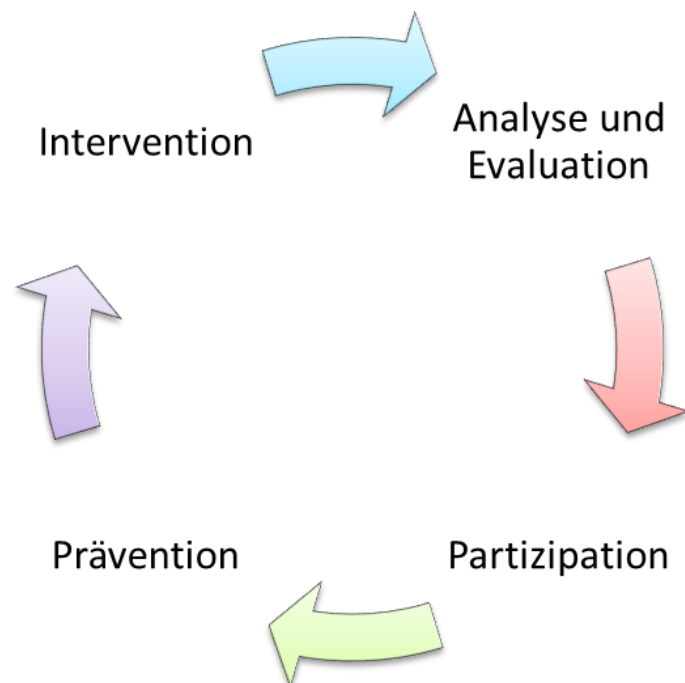 Intervention
Analyse und
Evaluation
Prävention
Partizipation